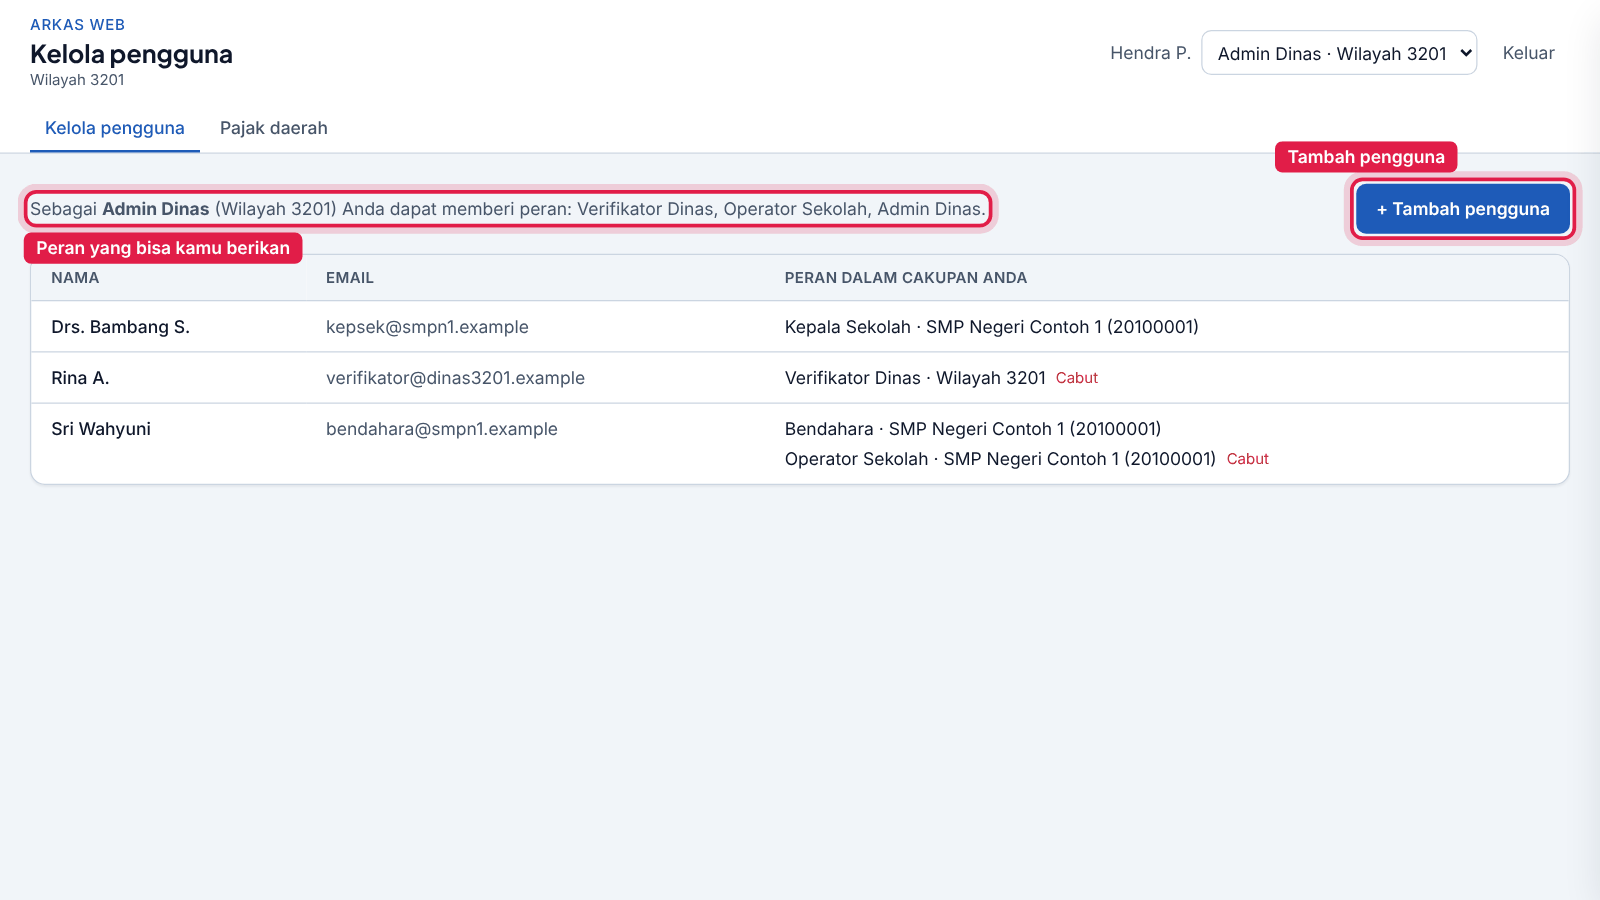 ARKAS WEB
Kelola pengguna
Wilayah 3201
Hendra P.
Admin Dinas · Wilayah 3201
Keluar
Kelola pengguna
Pajak daerah
Tambah pengguna
Sebagai Admin Dinas (Wilayah 3201) Anda dapat memberi peran: Verifikator Dinas, Operator Sekolah, Admin Dinas.
+ Tambah pengguna
Peran yang bisa kamu berikan
NAMA EMAIL PERAN DALAM CAKUPAN ANDA
Drs. Bambang S. kepsek@smpn1.example Kepala Sekolah · SMP Negeri Contoh 1 (20100001)
Rina A. verifikator@dinas3201.example Verifikator Dinas · Wilayah 3201 Cabut
Sri Wahyuni bendahara@smpn1.example Bendahara · SMP Negeri Contoh 1 (20100001)
Operator Sekolah · SMP Negeri Contoh 1 (20100001) Cabut